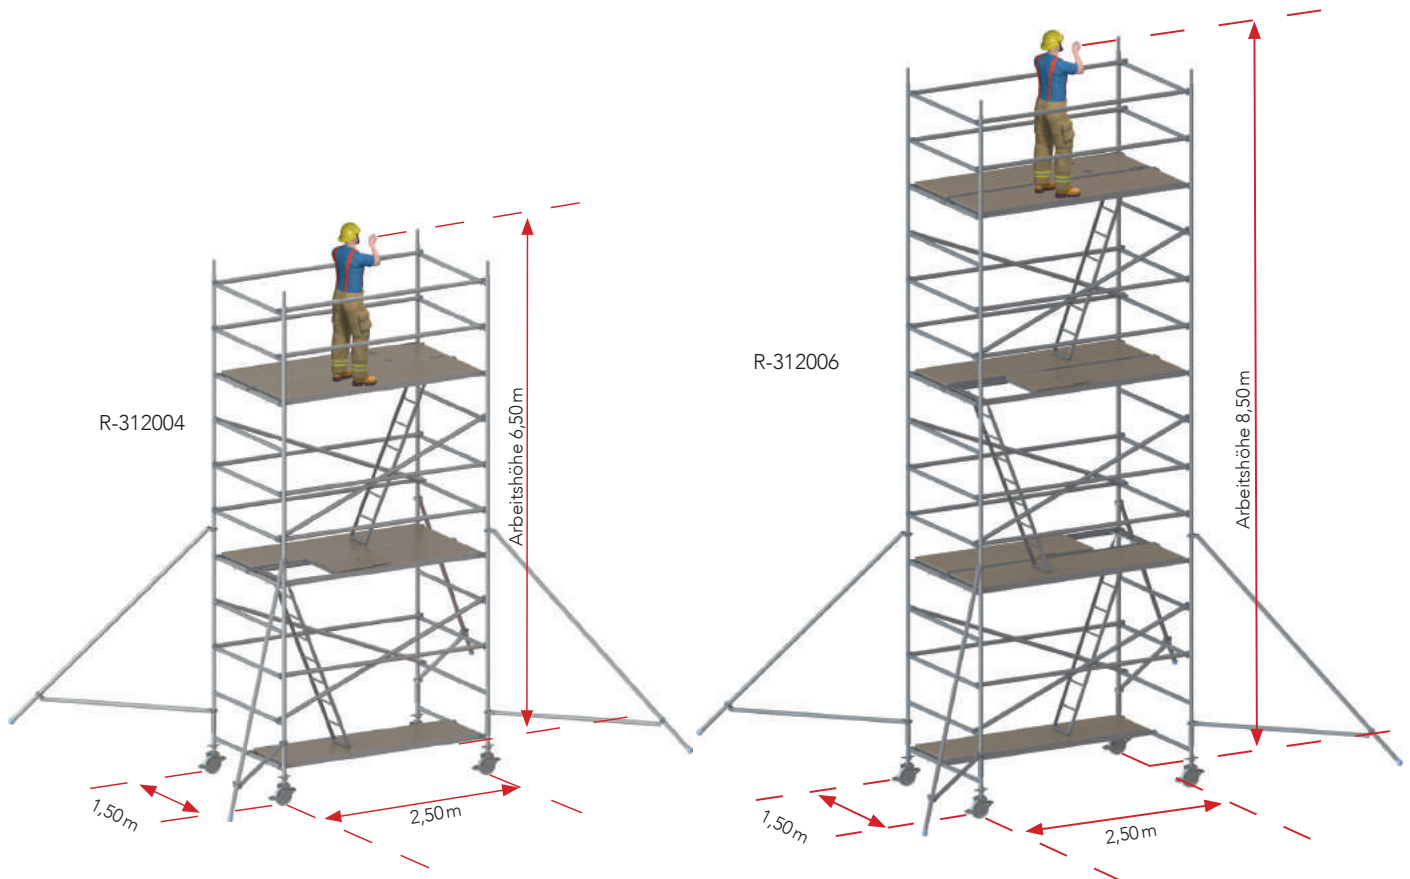 R-312004
Arbeitshöhe 6,50 m
1,50 m
2,50 m
R-312006
Arbeitshöhe 8,50 m
1,50 m
2,50 m